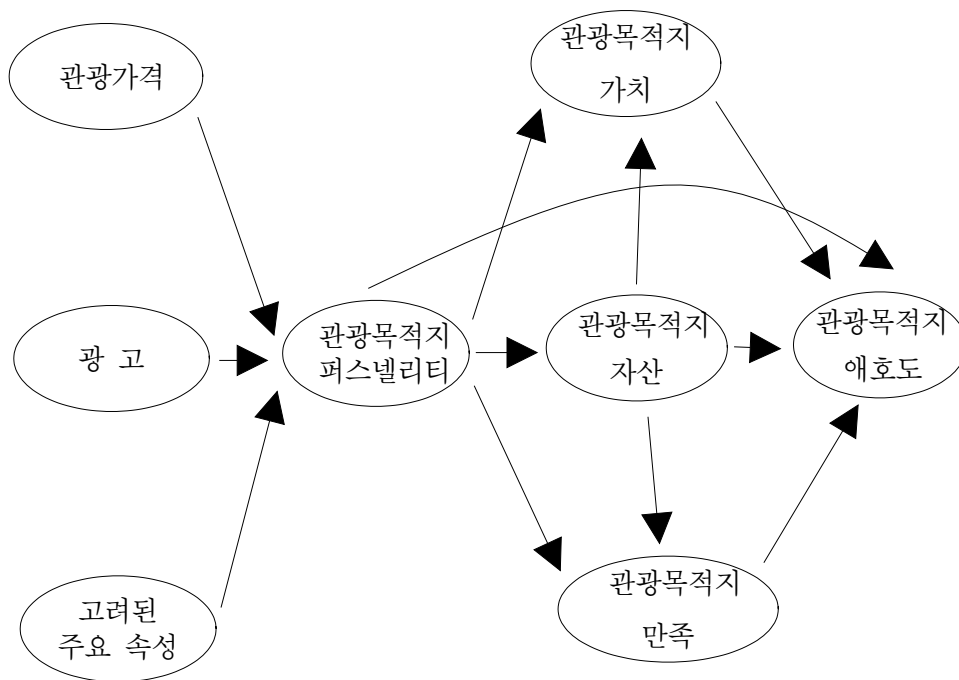 관광가격
관광목적지
가치
광 고
관광목적지
퍼스넬리티
관광목적지
자산
관광목적지
애호도
고려된
주요 속성
관광목적지
만족